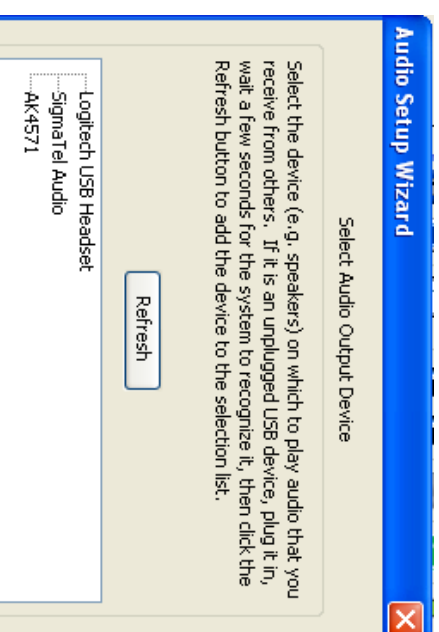 Audio Setup Wizard
Select Audio Output Device
Select the device (e.g. speakers) on which to play audio that you
receive from others. If it is an unplugged USB device, plug it in,
wait a few seconds for the system to recognize it, then click the
Refresh button to add the device to the selection list.
Refresh
Logitech USB Headset
SigmaTel Audio
AK4571